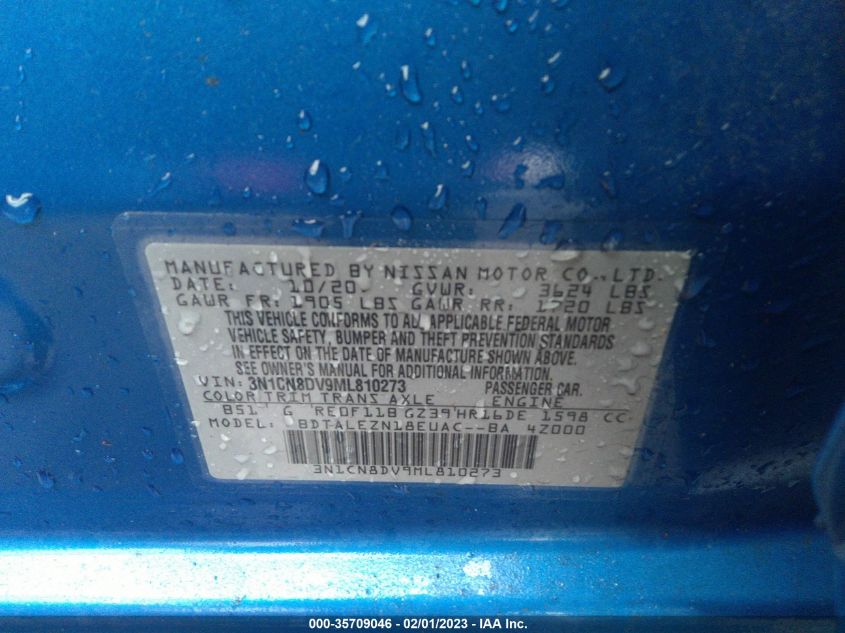 MANUFACTURED BY NISSAN MOTOR CO., LTD.
DATE: 10/20 GVWR: 3624 LBS
GAWR FR: 1905 LBS GAWR RR: 1720 LBS
THIS VEHICLE CONFORMS TO ALL APPLICABLE FEDERAL MOTOR
VEHICLE SAFETY, BUMPER AND THEFT PREVENTION STANDARDS
IN EFFECT ON THE DATE OF MANUFACTURE SHOWN ABOVE.
SEE OWNER'S MANUAL FOR ADDITIONAL INFORMATION.
VIN: 3N1CN8DV9ML810273 PASSENGER CAR.
COLOR TRIM TRANS AXLE ENGINE
B51 G RE0F11B GZ39 HR16DE 1598 CC
MODEL: BDTALEZN18EUAC--BA 4Z000
3N1CN8DV9ML810273
000-35709046 - 02/01/2023 - IAA Inc.